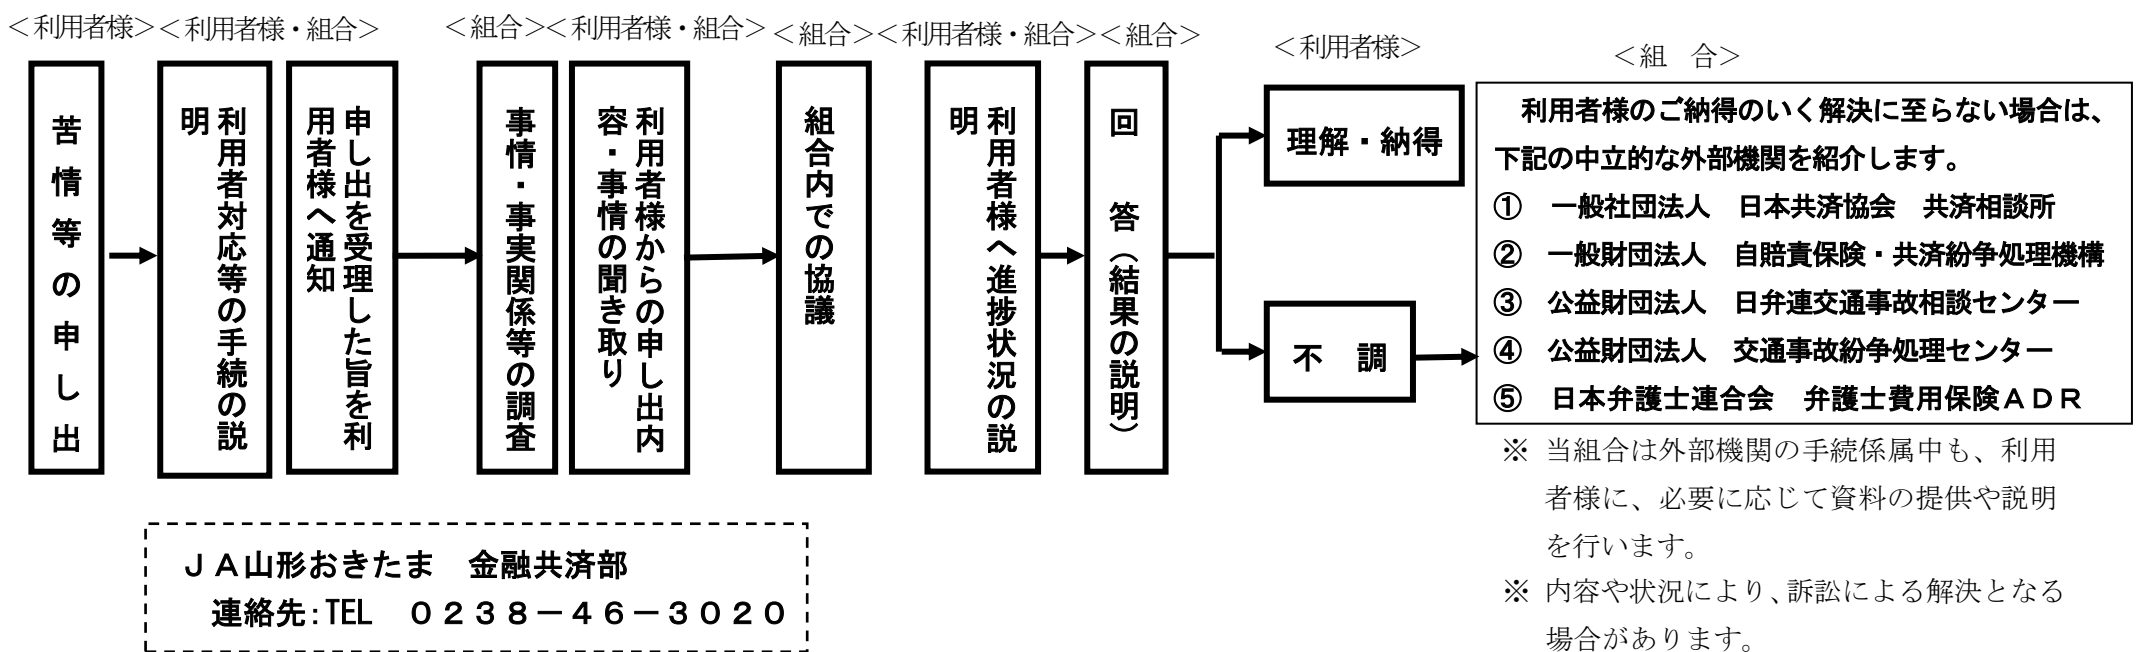 ＜利用者様＞
＜利用者様・組合＞
＜組合＞
＜利用者様・組合＞
＜組合＞
＜利用者様・組合＞
＜組合＞
＜利用者様＞
＜組　合＞
苦情等の申し出
利用者対応等の手続の説
明
申し出を受理した旨を利
用者様へ通知
事情・事実関係等の調査
利用者様からの申し出内
容・事情の聞き取り
組合内での協議
利用者様へ進捗状況の説
明
回　答（結果の説明）
理解・納得
不　調
利用者様のご納得のいく解決に至らない場合は、
下記の中立的な外部機関を紹介します。
①　一般社団法人　日本共済協会　共済相談所
②　一般財団法人　自賠責保険・共済紛争処理機構
③　公益財団法人　日弁連交通事故相談センター
④　公益財団法人　交通事故紛争処理センター
⑤　日本弁護士連合会　弁護士費用保険ＡＤＲ
※ 当組合は外部機関の手続係属中も、利用
者様に、必要に応じて資料の提供や説明
を行います。
※ 内容や状況により、訴訟による解決となる
場合があります。
ＪＡ山形おきたま　金融共済部
連絡先：TEL　０２３８－４６－３０２０